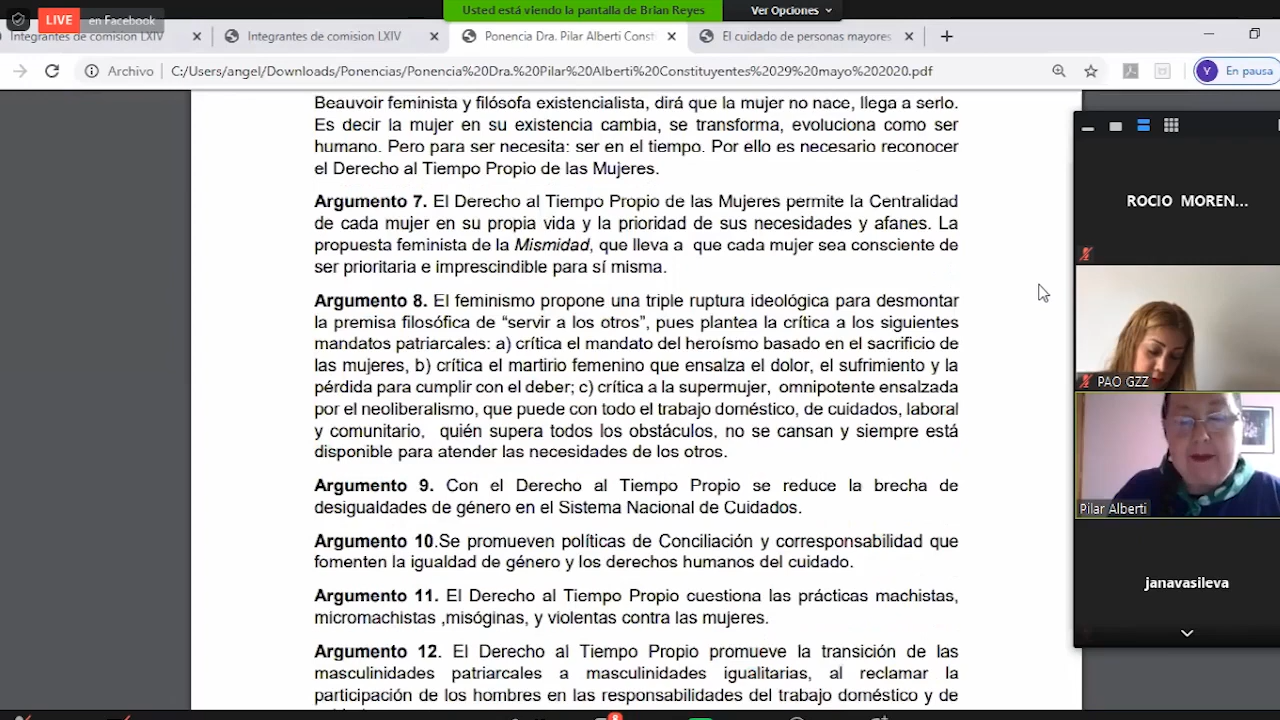 LIVE en Facebook
Usted está viendo la pantalla de Brian Reyes
Ver Opciones
Integrantes de comision LXIV
Integrantes de comision LXIV
Ponencia Dra. Pilar Alberti Const
El cuidado de personas mayores
Archivo
C:/Users/angel/Downloads/Ponencias/Ponencia%20Dra.%20Pilar%20Alberti%20Constituyentes%2029%20mayo%202020.pdf
Y En pausa
Beauvoir feminista y filósofa existencialista, dirá que la mujer no nace, llega a serlo.
Es decir la mujer en su existencia cambia, se transforma, evoluciona como ser
humano. Pero para ser necesita: ser en el tiempo. Por ello es necesario reconocer
el Derecho al Tiempo Propio de las Mujeres.
Argumento 7. El Derecho al Tiempo Propio de las Mujeres permite la Centralidad
de cada mujer en su propia vida y la prioridad de sus necesidades y afanes. La
propuesta feminista de la Mismidad, que lleva a que cada mujer sea consciente de
ser prioritaria e imprescindible para sí misma.
Argumento 8. El feminismo propone una triple ruptura ideológica para desmontar
la premisa filosófica de “servir a los otros”, pues plantea la crítica a los siguientes
mandatos patriarcales: a) crítica el mandato del heroísmo basado en el sacrificio de
las mujeres, b) crítica el martirio femenino que ensalza el dolor, el sufrimiento y la
pérdida para cumplir con el deber; c) crítica a la supermujer, omnipotente ensalzada
por el neoliberalismo, que puede con todo el trabajo doméstico, de cuidados, laboral
y comunitario, quién supera todos los obstáculos, no se cansan y siempre está
disponible para atender las necesidades de los otros.
Argumento 9. Con el Derecho al Tiempo Propio se reduce la brecha de
desigualdades de género en el Sistema Nacional de Cuidados.
Argumento 10.Se promueven políticas de Conciliación y corresponsabilidad que
fomenten la igualdad de género y los derechos humanos del cuidado.
Argumento 11. El Derecho al Tiempo Propio cuestiona las prácticas machistas,
micromachistas ,misóginas, y violentas contra las mujeres.
Argumento 12. El Derecho al Tiempo Propio promueve la transición de las
masculinidades patriarcales a masculinidades igualitarias, al reclamar la
participación de los hombres en las responsabilidades del trabajo doméstico y de
ROCIO MOREN...
PAO GZZ
Pilar Alberti
janavasileva
8